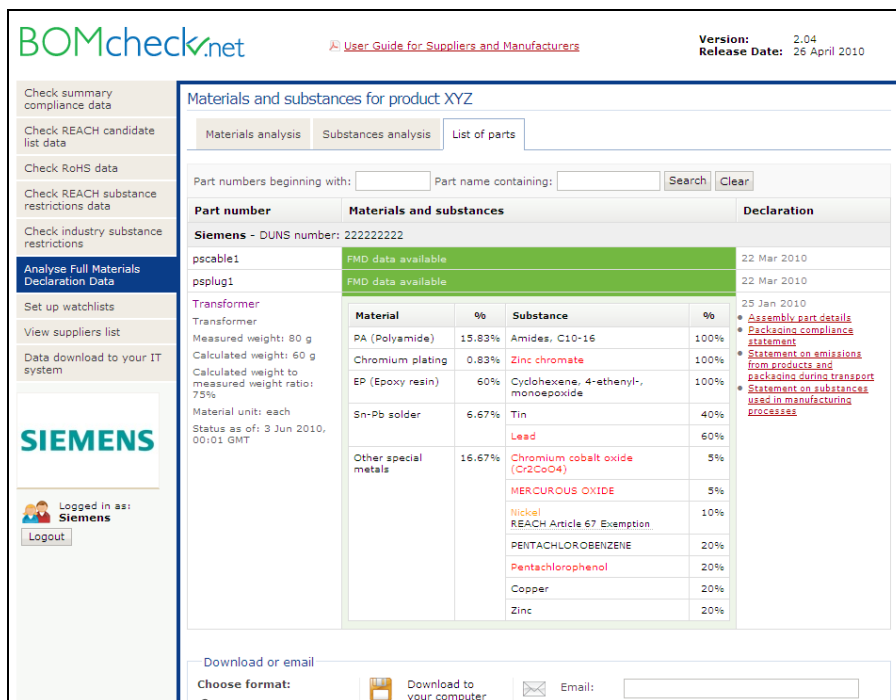 BOMcheck.net
User Guide for Suppliers and Manufacturers
Version: 2.04
Release Date: 26 April 2010
Check summary
compliance data
Check REACH candidate
list data
Check RoHS data
Check REACH substance
restrictions data
Check industry substance
restrictions
Analyse Full Materials
Declaration Data
Set up watchlists
View suppliers list
Data download to your IT
system
SIEMENS
Logged in as:
Siemens
Logout
Materials and substances for product XYZ
Materials analysis Substances analysis List of parts
Part numbers beginning with: Part name containing: Search Clear
Part number Materials and substances Declaration
Siemens - DUNS number: 222222222
pscable1 FMD data available 22 Mar 2010
psplug1 FMD data available 22 Mar 2010
Transformer
Transformer
Measured weight: 80 g
Calculated weight: 60 g
Calculated weight to
measured weight ratio:
75%
Material unit: each
Status as of: 3 Jun 2010,
00:01 GMT
Material % Substance %
PA (Polyamide) 15.83% Amides, C10-16 100%
Chromium plating 0.83% Zinc chromate 100%
EP (Epoxy resin) 60% Cyclohexene, 4-ethenyl-, 100%
monoepoxide
Sn-Pb solder 6.67% Tin 40%
Lead 60%
Other special 16.67% Chromium cobalt oxide 5%
metals (Cr2CoO4)
MERCUROUS OXIDE 5%
Nickel 10%
REACH Article 67 Exemption
PENTACHLOROBENZENE 20%
Pentachlorophenol 20%
Copper 20%
Zinc 20%
25 Jan 2010
Assembly part details
Packaging compliance
statement
Statement on emissions
from products and
packaging during transport
Statement on substances
used in manufacturing
processes
Download or email
Choose format:
Download to
your computer
Email: